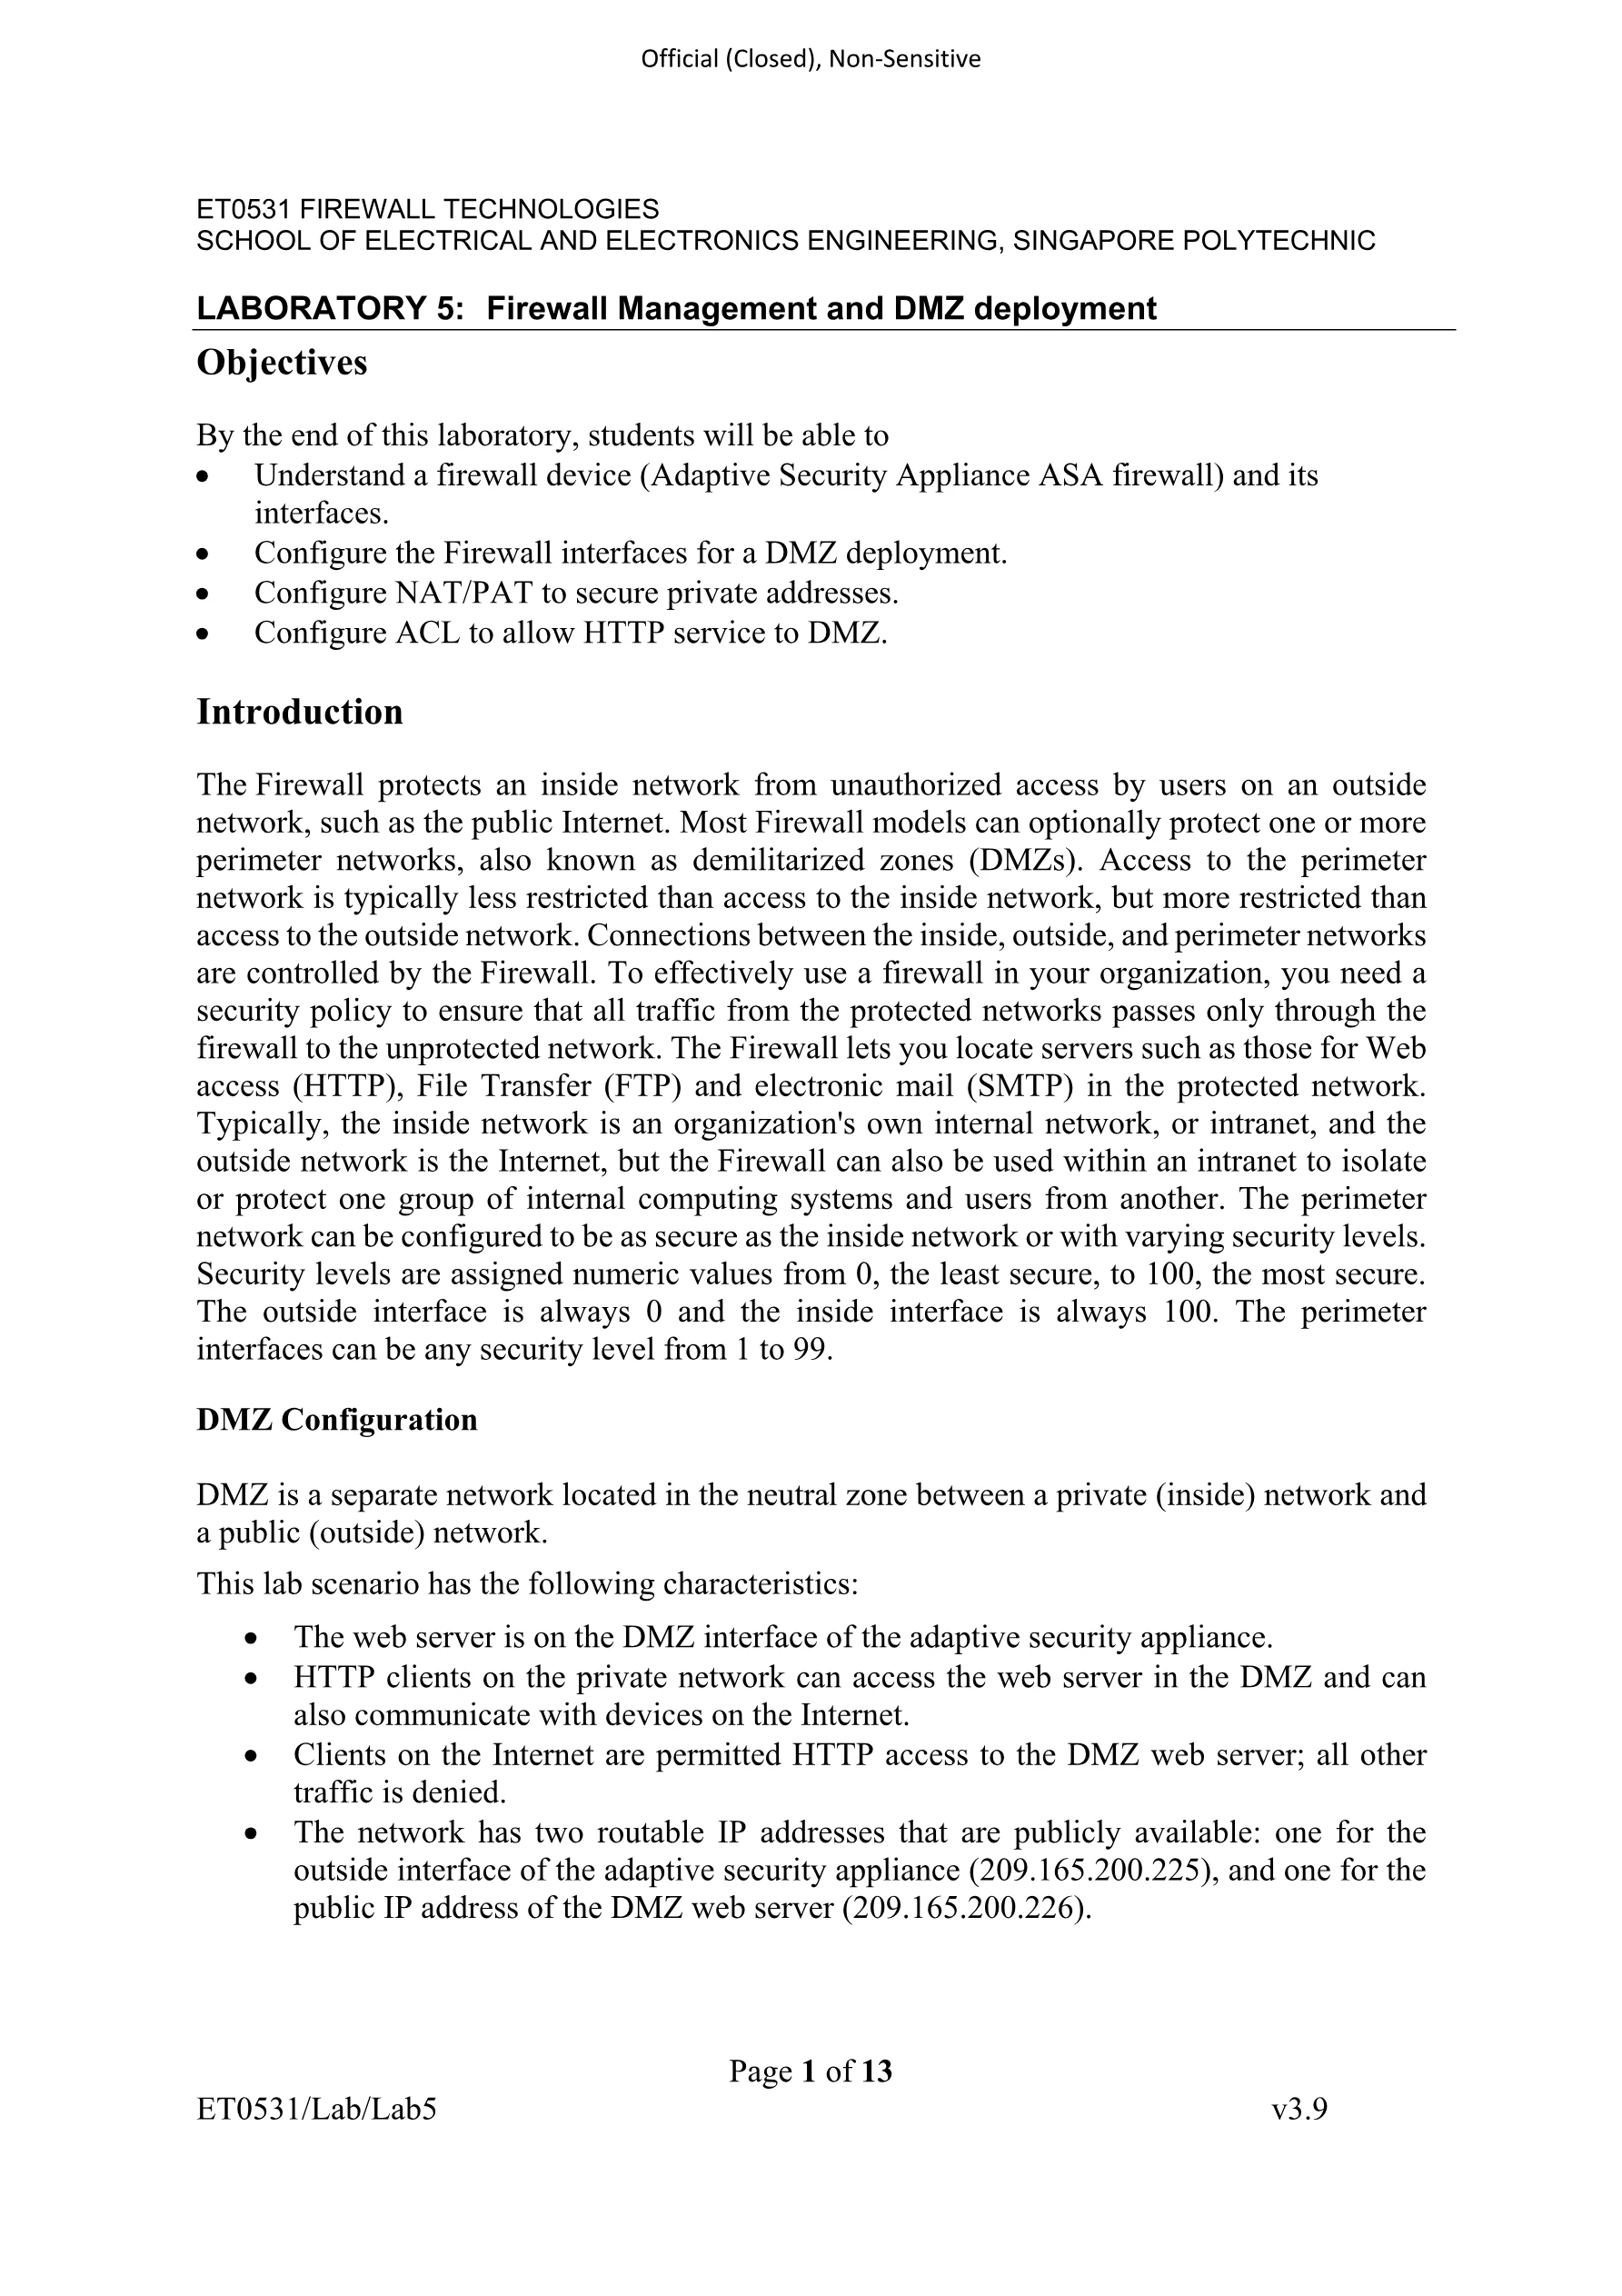 Official (Closed), Non-Sensitive
ET0531 FIREWALL TECHNOLOGIES
SCHOOL OF ELECTRICAL AND ELECTRONICS ENGINEERING, SINGAPORE POLYTECHNIC
LABORATORY 5: Firewall Management and DMZ deployment
Objectives
By the end of this laboratory, students will be able to
• Understand a firewall device (Adaptive Security Appliance ASA firewall) and its
interfaces.
• Configure the Firewall interfaces for a DMZ deployment.
• Configure NAT/PAT to secure private addresses.
• Configure ACL to allow HTTP service to DMZ.
Introduction
The Firewall protects an inside network from unauthorized access by users on an outside
network, such as the public Internet. Most Firewall models can optionally protect one or more
perimeter networks, also known as demilitarized zones (DMZs). Access to the perimeter
network is typically less restricted than access to the inside network, but more restricted than
access to the outside network. Connections between the inside, outside, and perimeter networks
are controlled by the Firewall. To effectively use a firewall in your organization, you need a
security policy to ensure that all traffic from the protected networks passes only through the
firewall to the unprotected network. The Firewall lets you locate servers such as those for Web
access (HTTP), File Transfer (FTP) and electronic mail (SMTP) in the protected network.
Typically, the inside network is an organization's own internal network, or intranet, and the
outside network is the Internet, but the Firewall can also be used within an intranet to isolate
or protect one group of internal computing systems and users from another. The perimeter
network can be configured to be as secure as the inside network or with varying security levels.
Security levels are assigned numeric values from 0, the least secure, to 100, the most secure.
The outside interface is always 0 and the inside interface is always 100. The perimeter
interfaces can be any security level from 1 to 99.
DMZ Configuration
DMZ is a separate network located in the neutral zone between a private (inside) network and
a public (outside) network.
This lab scenario has the following characteristics:
• The web server is on the DMZ interface of the adaptive security appliance.
• HTTP clients on the private network can access the web server in the DMZ and can
also communicate with devices on the Internet.
• Clients on the Internet are permitted HTTP access to the DMZ web server; all other
traffic is denied.
• The network has two routable IP addresses that are publicly available: one for the
outside interface of the adaptive security appliance (209.165.200.225), and one for the
public IP address of the DMZ web server (209.165.200.226).
Page 1 of 13
ET0531/Lab/Lab5 v3.9